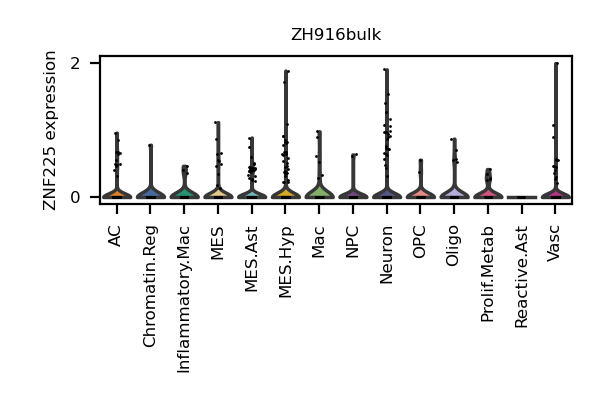 ZH916bulk
ZNF225 expression
2
0
AC
Chromatin.Reg
Inflammatory.Mac
MES
MES.Ast
MES.Hyp
Mac
NPC
Neuron
OPC
Oligo
Prolif.Metab
Reactive.Ast
Vasc